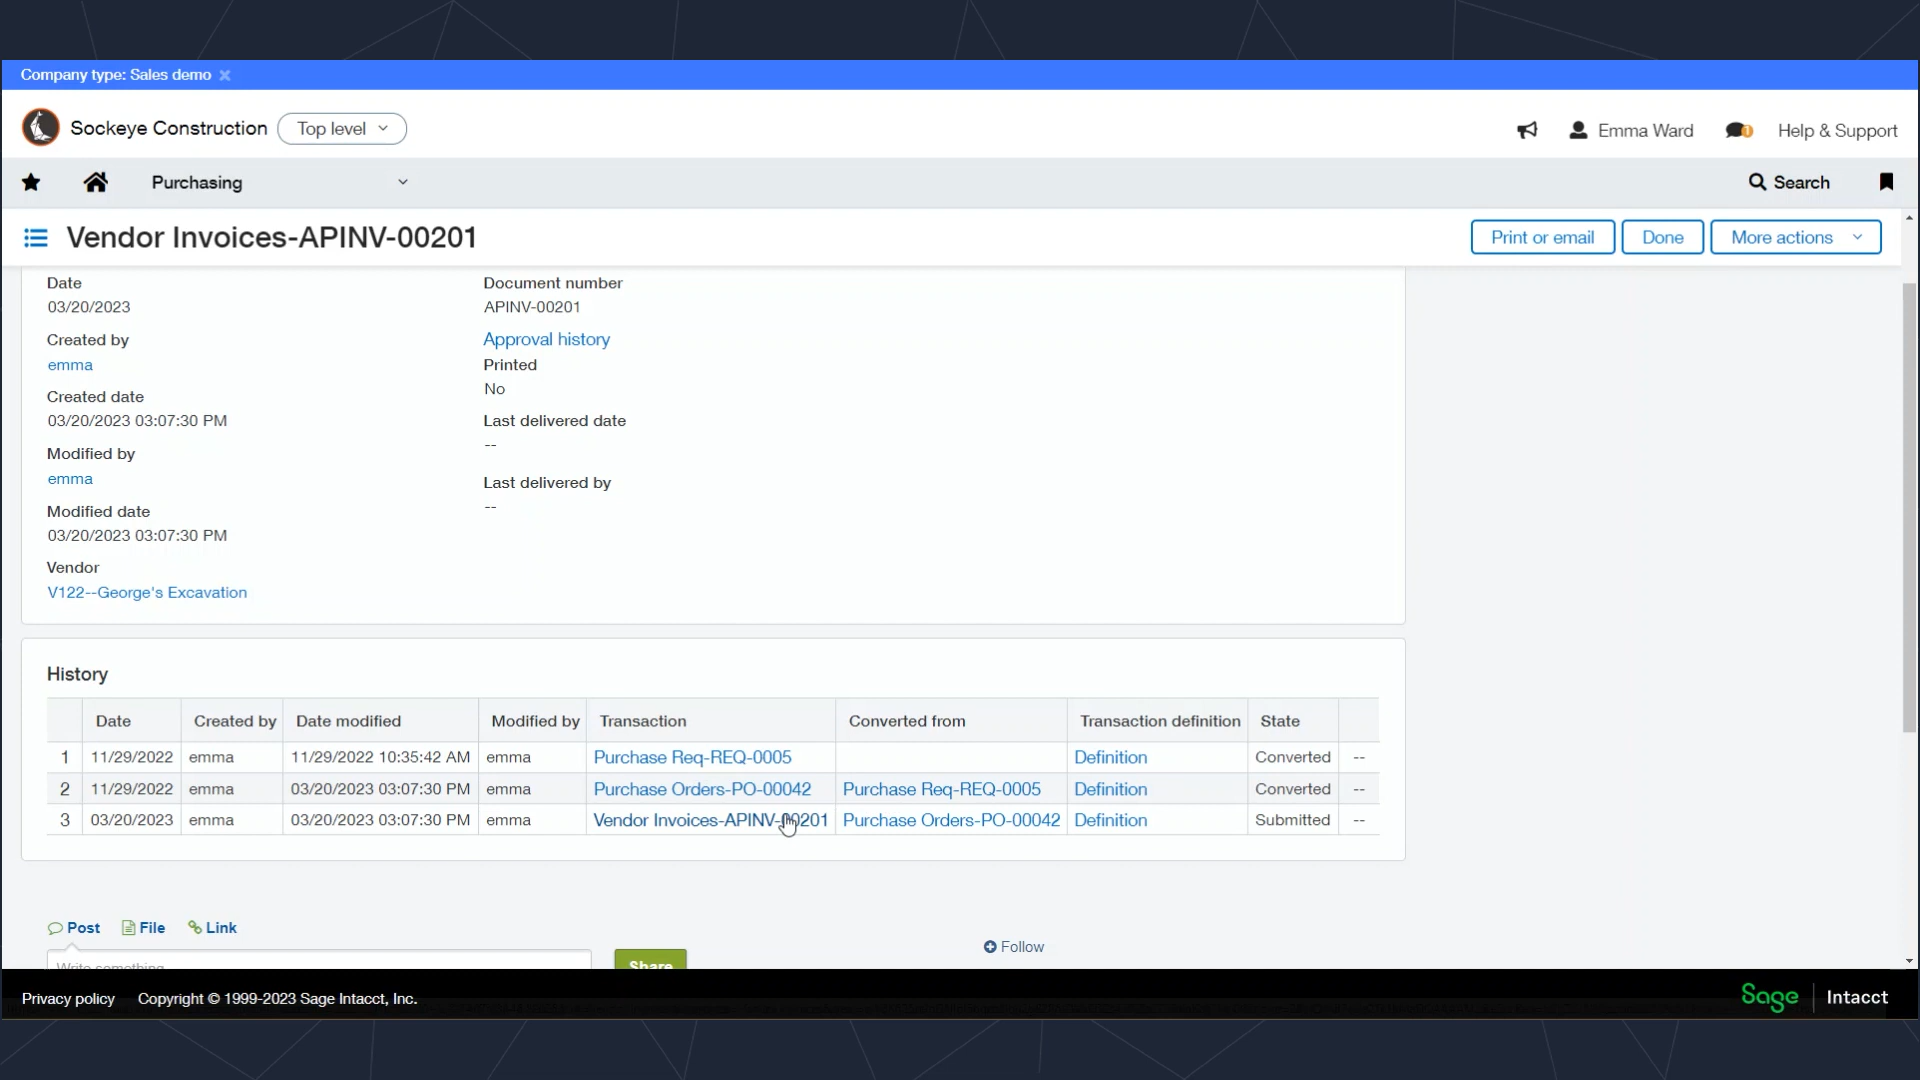 Company type: Sales demo
Sockeye Construction Top level Emma Ward 1 Help & Support
Purchasing Search
Vendor Invoices-APINV-00201 Print or email Done More actions
Date Document number
03/20/2023 APINV-00201
Created by Approval history
emma Printed
No
Created date
03/20/2023 03:07:30 PM Last delivered date
--
Modified by
emma Last delivered by
--
Modified date
03/20/2023 03:07:30 PM
Vendor
V122--George's Excavation
History
Date Created by Date modified Modified by Transaction Converted from Transaction definition State
1 11/29/2022 emma 11/29/2022 10:35:42 AM emma Purchase Req-REQ-0005 Definition Converted --
2 11/29/2022 emma 03/20/2023 03:07:30 PM emma Purchase Orders-PO-00042 Purchase Req-REQ-0005 Definition Converted --
3 03/20/2023 emma 03/20/2023 03:07:30 PM emma Vendor Invoices-APINV-00201 Purchase Orders-PO-00042 Definition Submitted --
Post File Link
Follow
Write something
Share
Privacy policy Copyright © 1999-2023 Sage Intacct, Inc. Sage Intacct